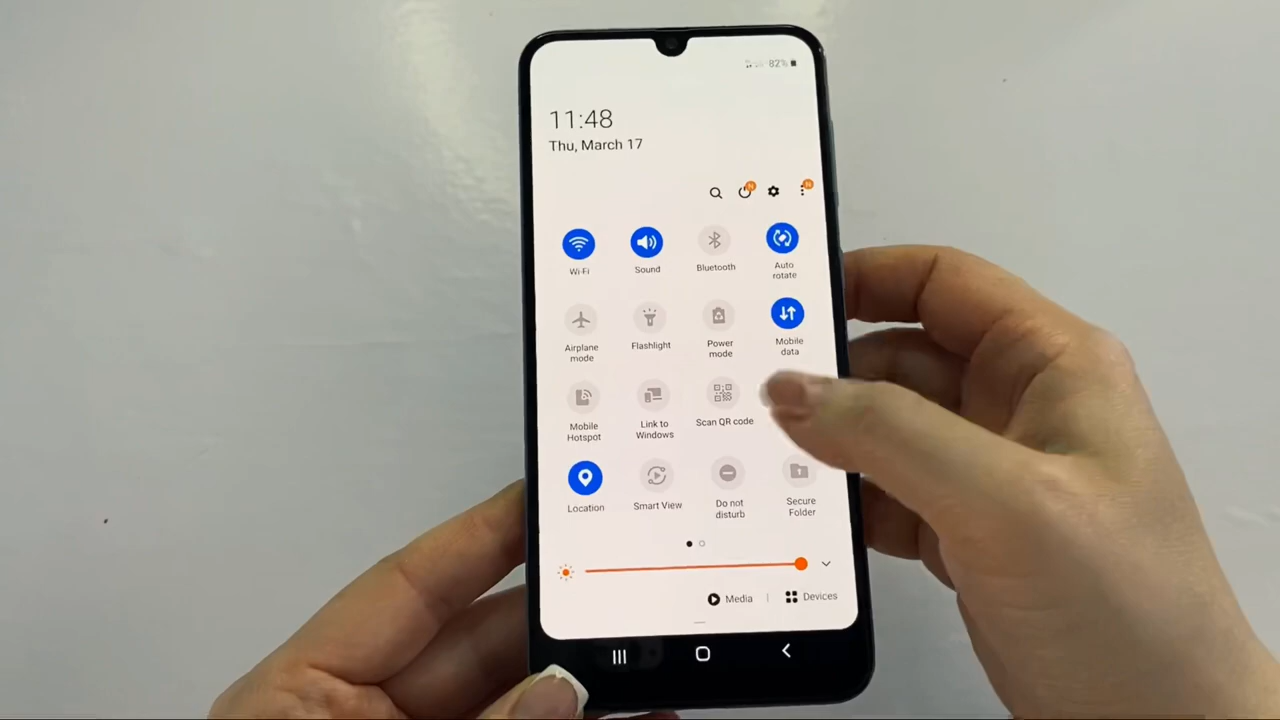 82%
11:48
Thu, March 17
N
N
Wi-Fi
Sound
Bluetooth
Auto
rotate
Airplane
mode
Flashlight
Power
mode
Mobile
data
Mobile
Hotspot
Link to
Windows
Scan QR code
Location
Smart View
Do not
disturb
Secure
Folder
Media | Devices